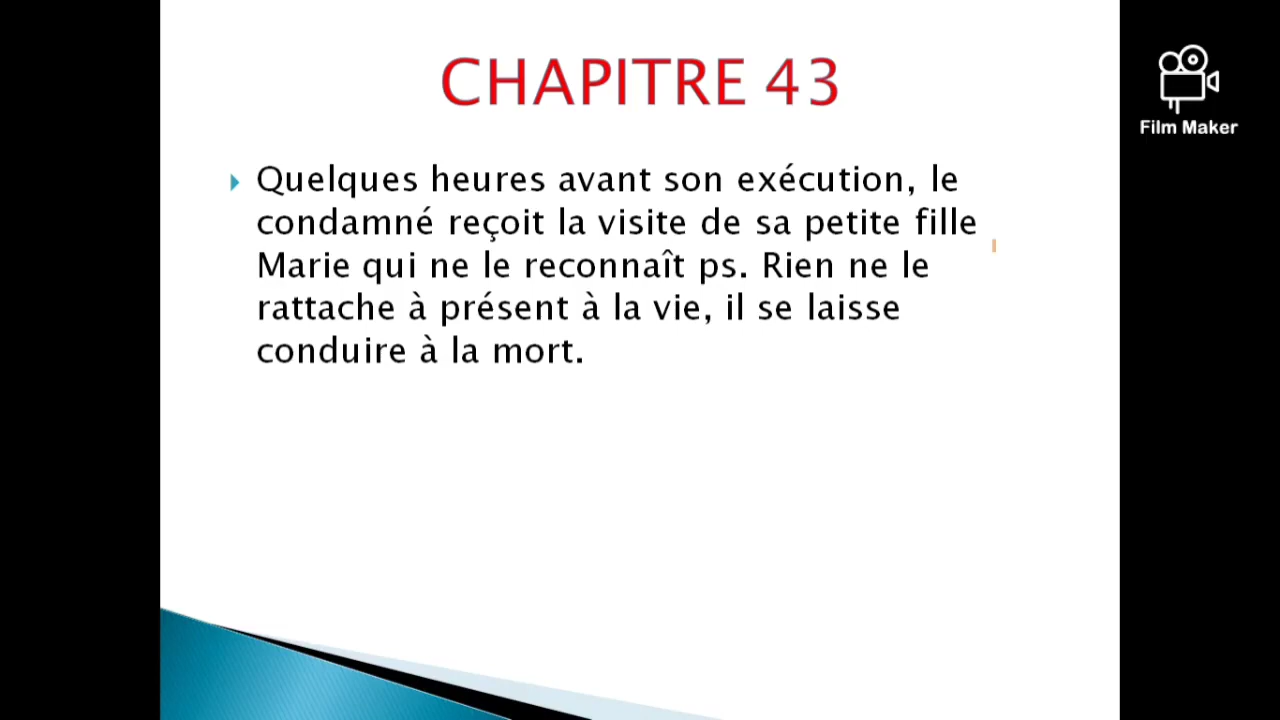 CHAPITRE 43
Film Maker
Quelques heures avant son exécution, le
condamné reçoit la visite de sa petite fille
Marie qui ne le reconnaît ps. Rien ne le
rattache à présent à la vie, il se laisse
conduire à la mort.